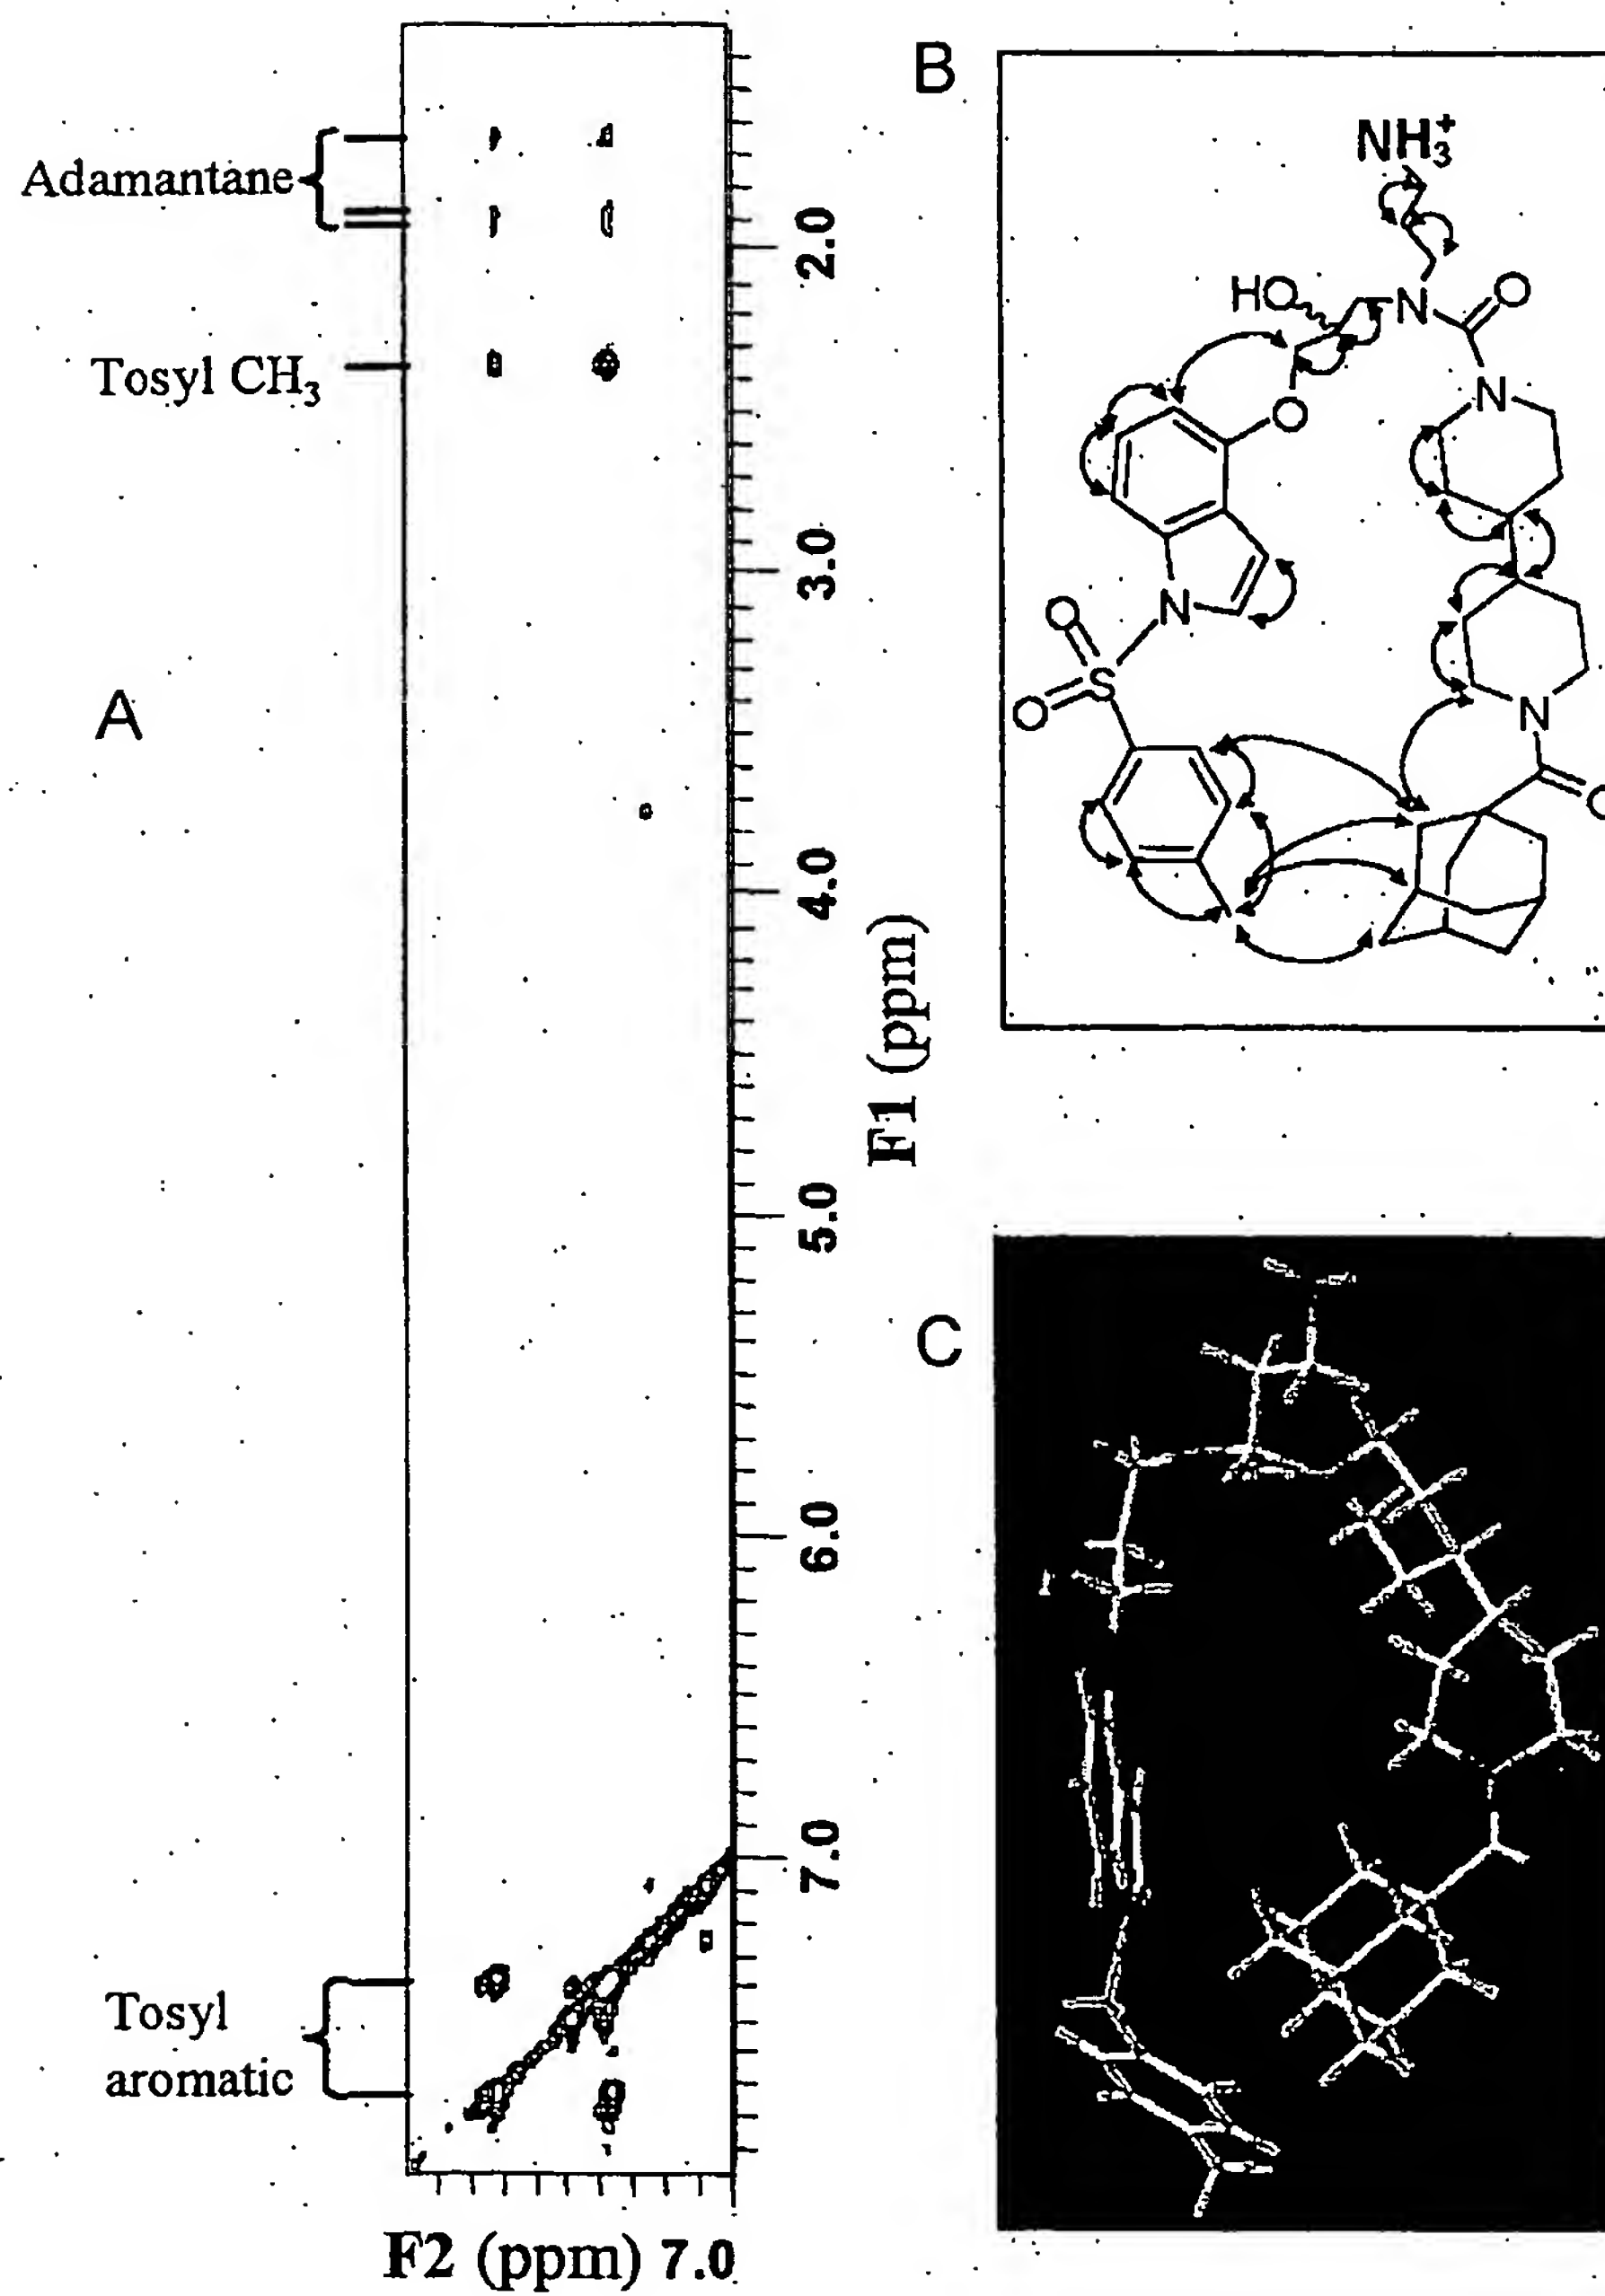 A
Adamantane
Tosyl CH3
Tosyl
aromatic
2.0
3.0
4.0
5.0
6.0
7.0
F1 (ppm)
F2 (ppm) 7.0
B
NH3+
HO
N
O
N
O
N
O
S
O
N
O
C